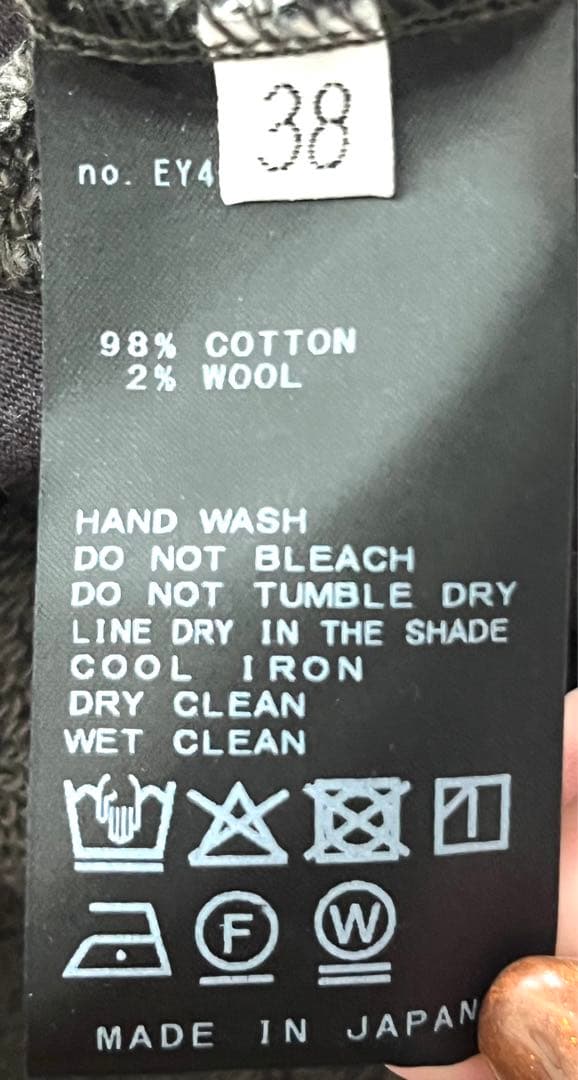 38
no. EY4
98% COTTON
2% WOOL
HAND WASH
DO NOT BLEACH
DO NOT TUMBLE DRY
LINE DRY IN THE SHADE
COOL IRON
DRY CLEAN
WET CLEAN
F W
MADE IN JAPAN